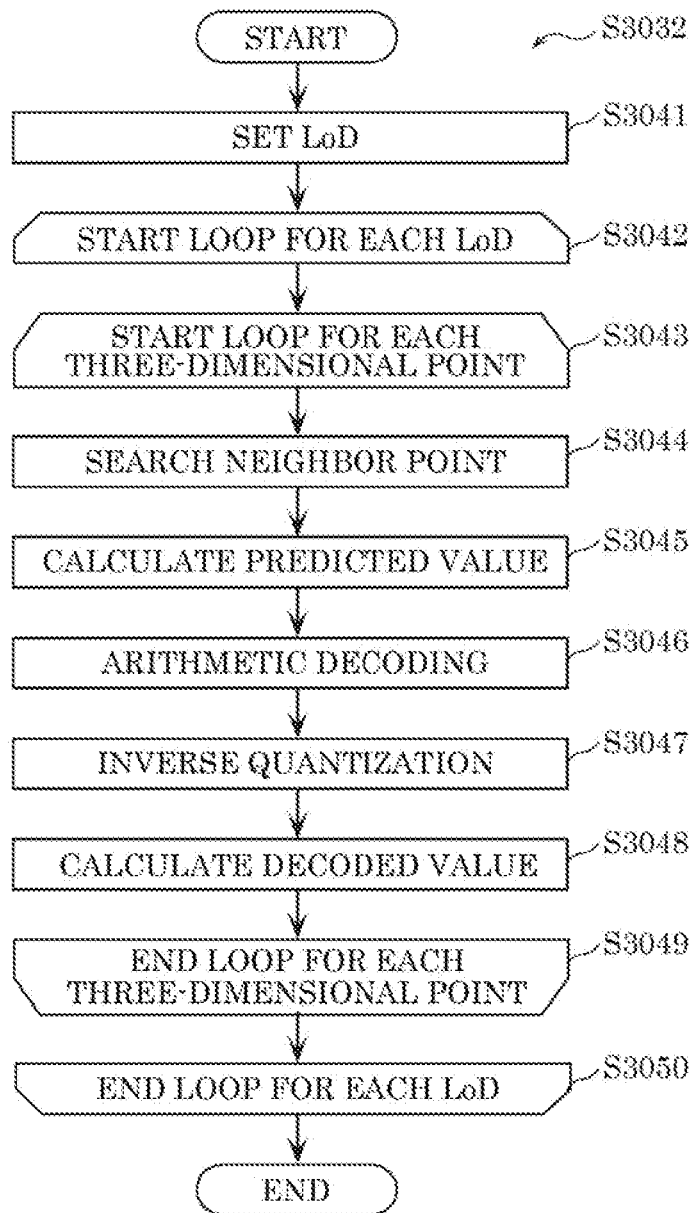 START
S3032
SET LoD
S3041
START LOOP FOR EACH LoD
S3042
START LOOP FOR EACH
THREE-DIMENSIONAL POINT
S3043
SEARCH NEIGHBOR POINT
S3044
CALCULATE PREDICTED VALUE
S3045
ARITHMETIC DECODING
S3046
INVERSE QUANTIZATION
S3047
CALCULATE DECODED VALUE
S3048
END LOOP FOR EACH
THREE-DIMENSIONAL POINT
S3049
END LOOP FOR EACH LoD
S3050
END